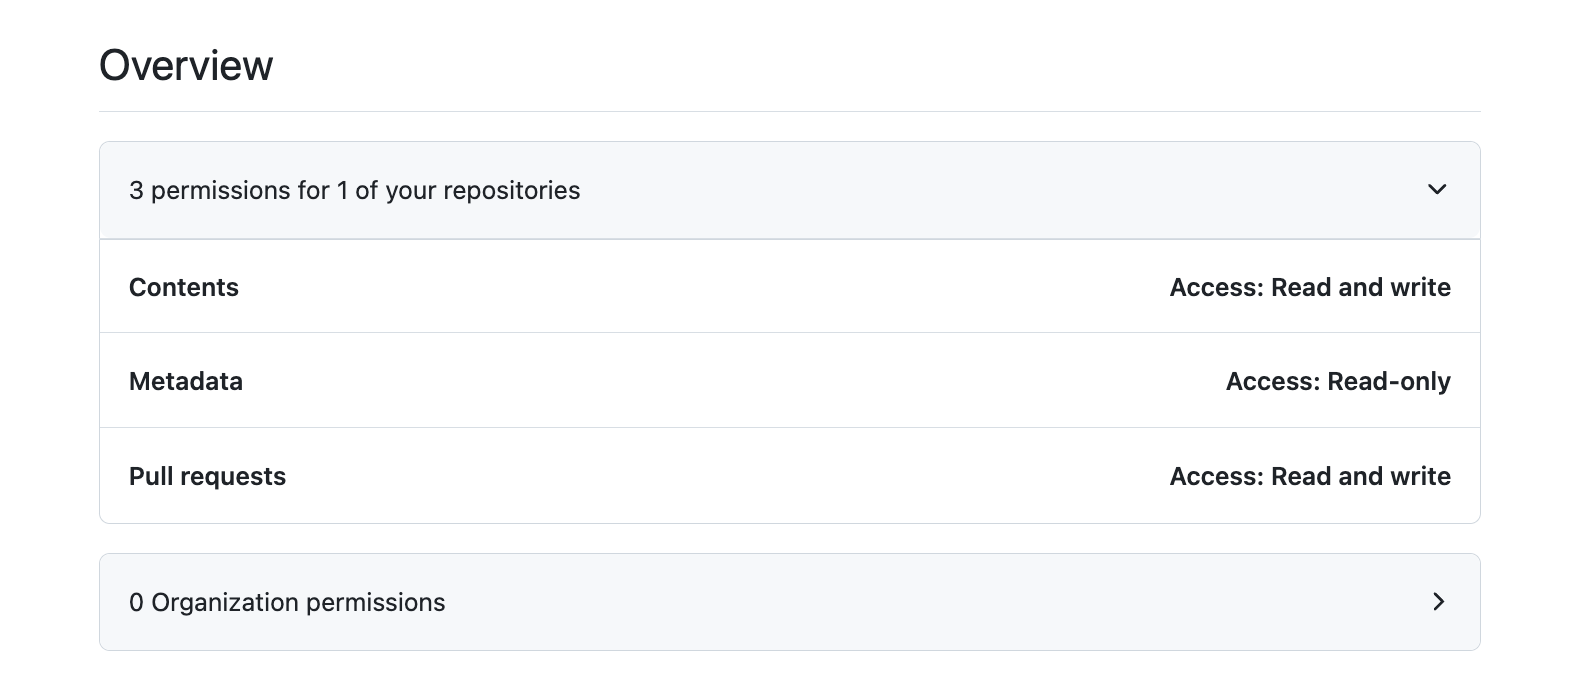 Overview
3 permissions for 1 of your repositories
Contents Access: Read and write
Metadata Access: Read-only
Pull requests Access: Read and write
0 Organization permissions